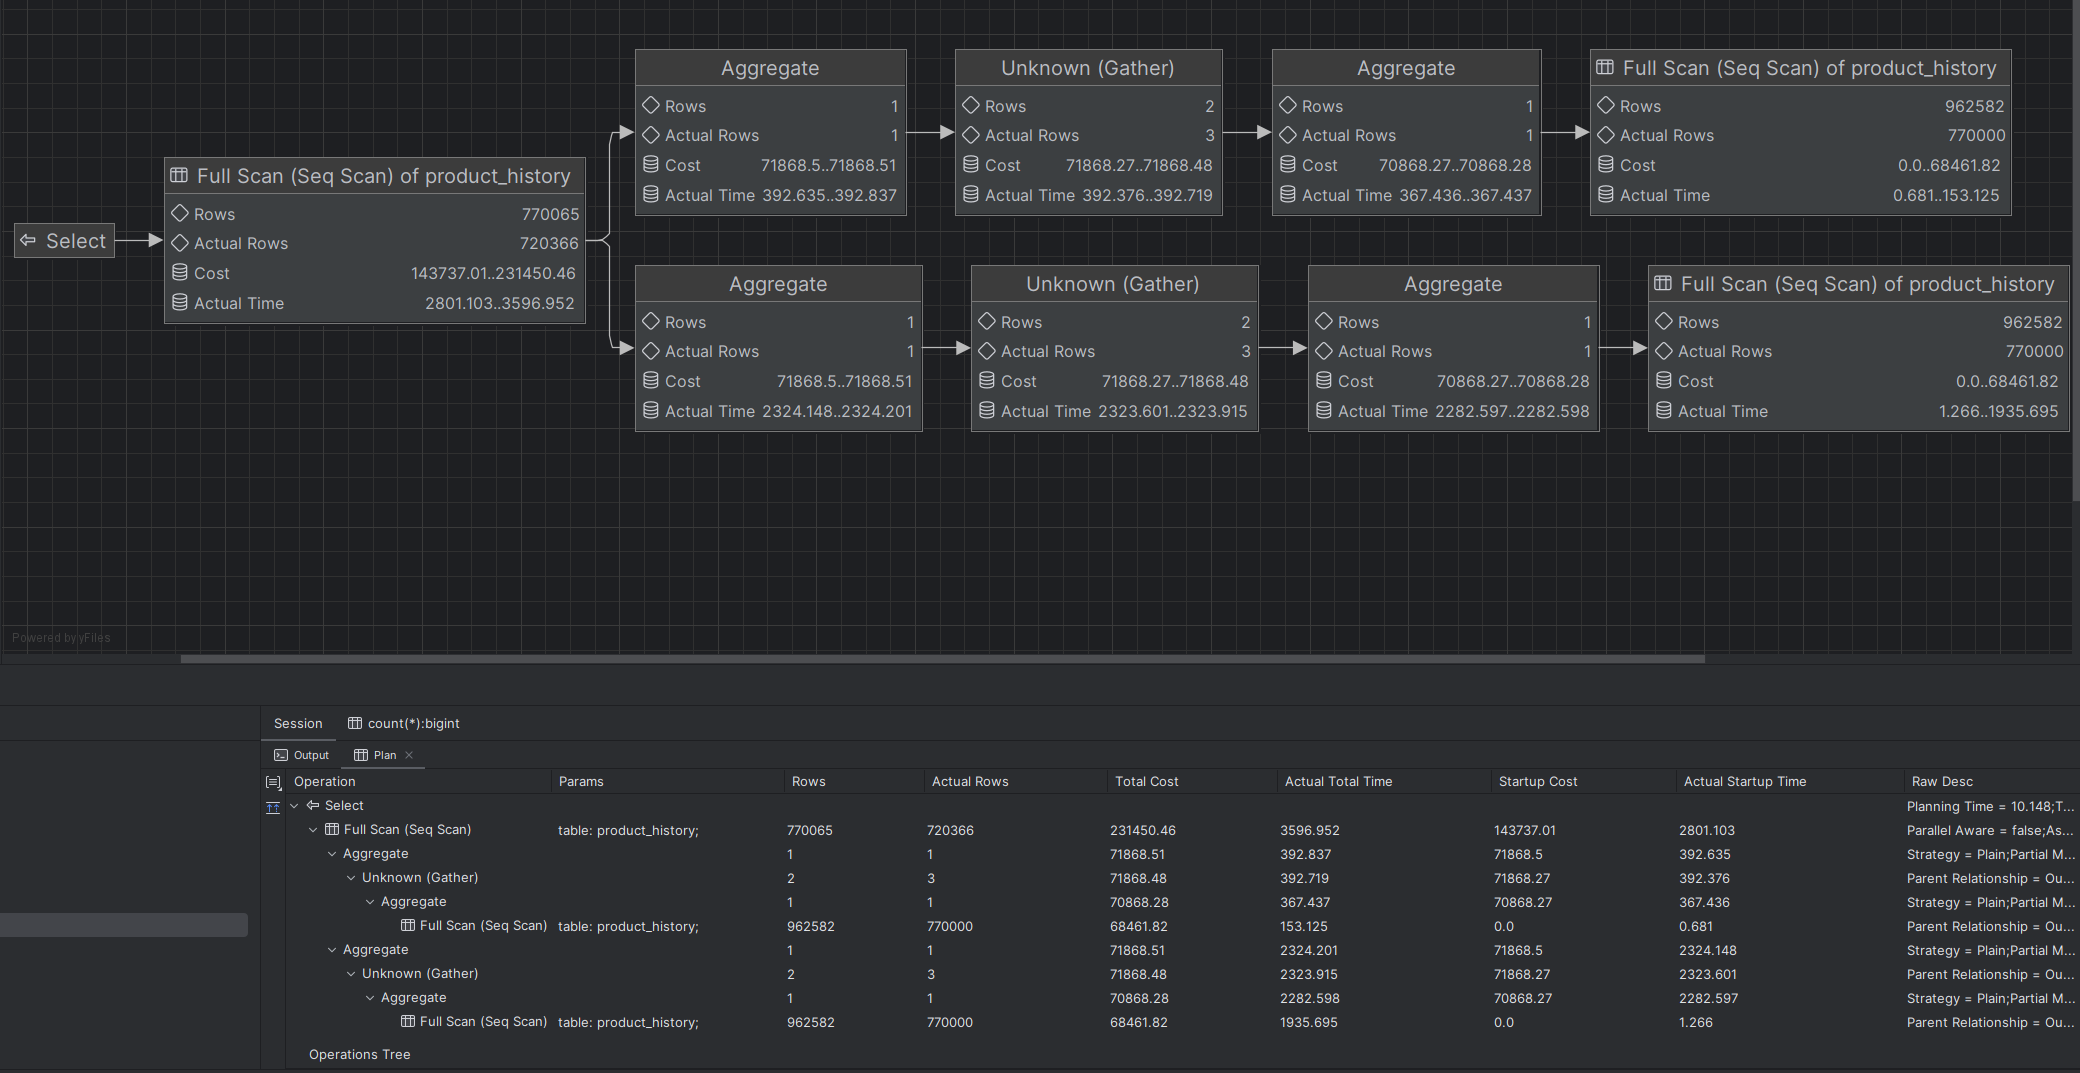 Select
Full Scan (Seq Scan) of product_history
Rows 770065
Actual Rows 720366
Cost 143737.01..231450.46
Actual Time 2801.103..3596.952
Aggregate
Rows 1
Actual Rows 1
Cost 71868.5..71868.51
Actual Time 392.635..392.837
Unknown (Gather)
Rows 2
Actual Rows 3
Cost 71868.27..71868.48
Actual Time 392.376..392.719
Aggregate
Rows 1
Actual Rows 1
Cost 70868.27..70868.28
Actual Time 367.436..367.437
Full Scan (Seq Scan) of product_history
Rows 962582
Actual Rows 770000
Cost 0.0..68461.82
Actual Time 0.681..153.125
Aggregate
Rows 1
Actual Rows 1
Cost 71868.5..71868.51
Actual Time 2324.148..2324.201
Unknown (Gather)
Rows 2
Actual Rows 3
Cost 71868.27..71868.48
Actual Time 2323.601..2323.915
Aggregate
Rows 1
Actual Rows 1
Cost 70868.27..70868.28
Actual Time 2282.597..2282.598
Full Scan (Seq Scan) of product_history
Rows 962582
Actual Rows 770000
Cost 0.0..68461.82
Actual Time 1.266..1935.695
Powered by yFiles
Session count(*):bigint
Output Plan
Operation Params Rows Actual Rows Total Cost Actual Total Time Startup Cost Actual Startup Time Raw Desc
Select Planning Time = 10.148;T...
Full Scan (Seq Scan) table: product_history; 770065 720366 231450.46 3596.952 143737.01 2801.103 Parallel Aware = false;As...
Aggregate 1 1 71868.51 392.837 71868.5 392.635 Strategy = Plain;Partial M...
Unknown (Gather) 2 3 71868.48 392.719 71868.27 392.376 Parent Relationship = Ou...
Aggregate 1 1 70868.28 367.437 70868.27 367.436 Strategy = Plain;Partial M...
Full Scan (Seq Scan) table: product_history; 962582 770000 68461.82 153.125 0.0 0.681 Parent Relationship = Ou...
Aggregate 1 1 71868.51 2324.201 71868.5 2324.148 Strategy = Plain;Partial M...
Unknown (Gather) 2 3 71868.48 2323.915 71868.27 2323.601 Parent Relationship = Ou...
Aggregate 1 1 70868.28 2282.598 70868.27 2282.597 Strategy = Plain;Partial M...
Full Scan (Seq Scan) table: product_history; 962582 770000 68461.82 1935.695 0.0 1.266 Parent Relationship = Ou...
Operations Tree